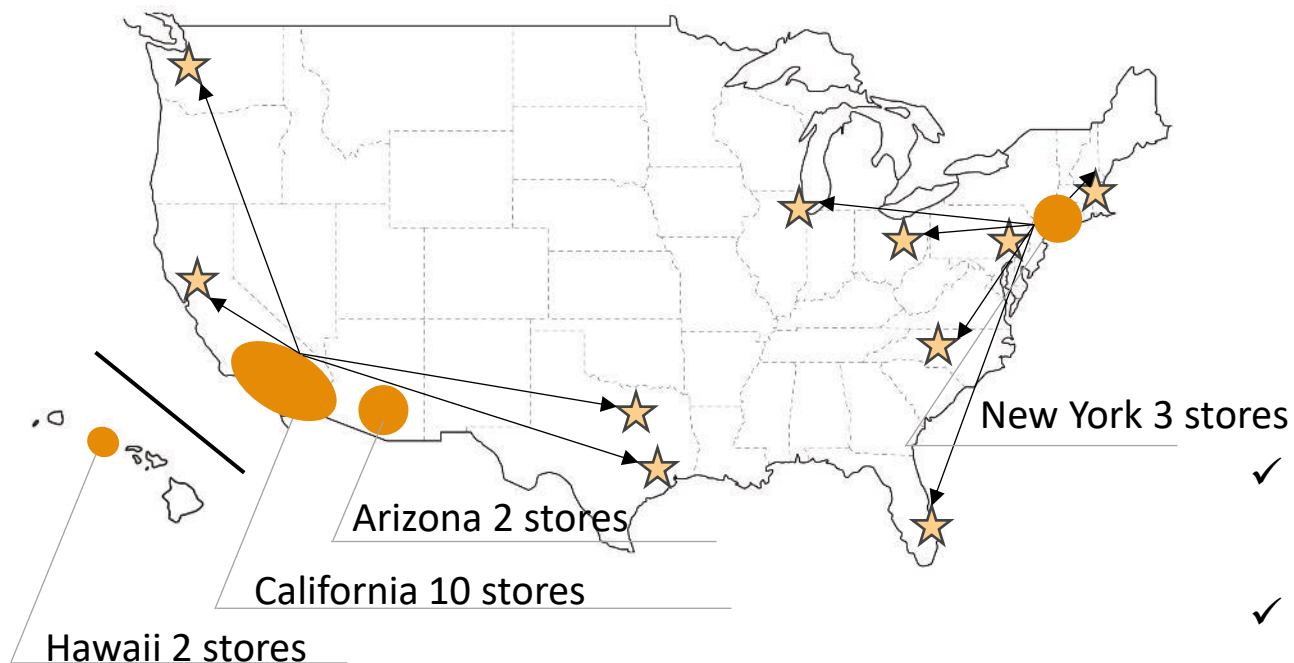 New York 3 stores
✓
Arizona 2 stores
California 10 stores
✓
Hawaii 2 stores